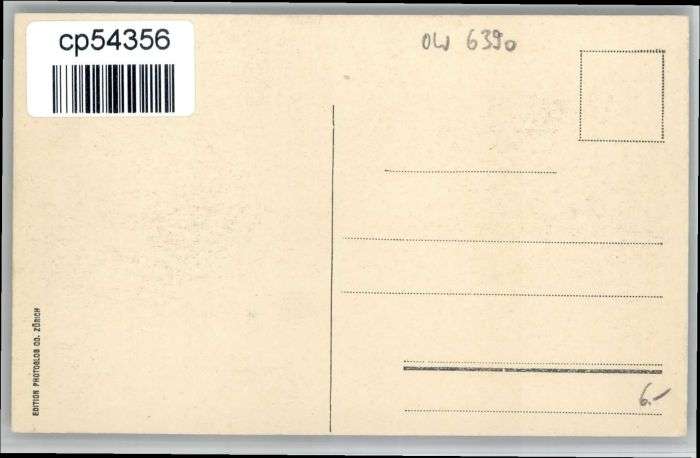 cp54356
OW 6390
EDITION PHOTOGLOB CO. ZÜRICH
6.-